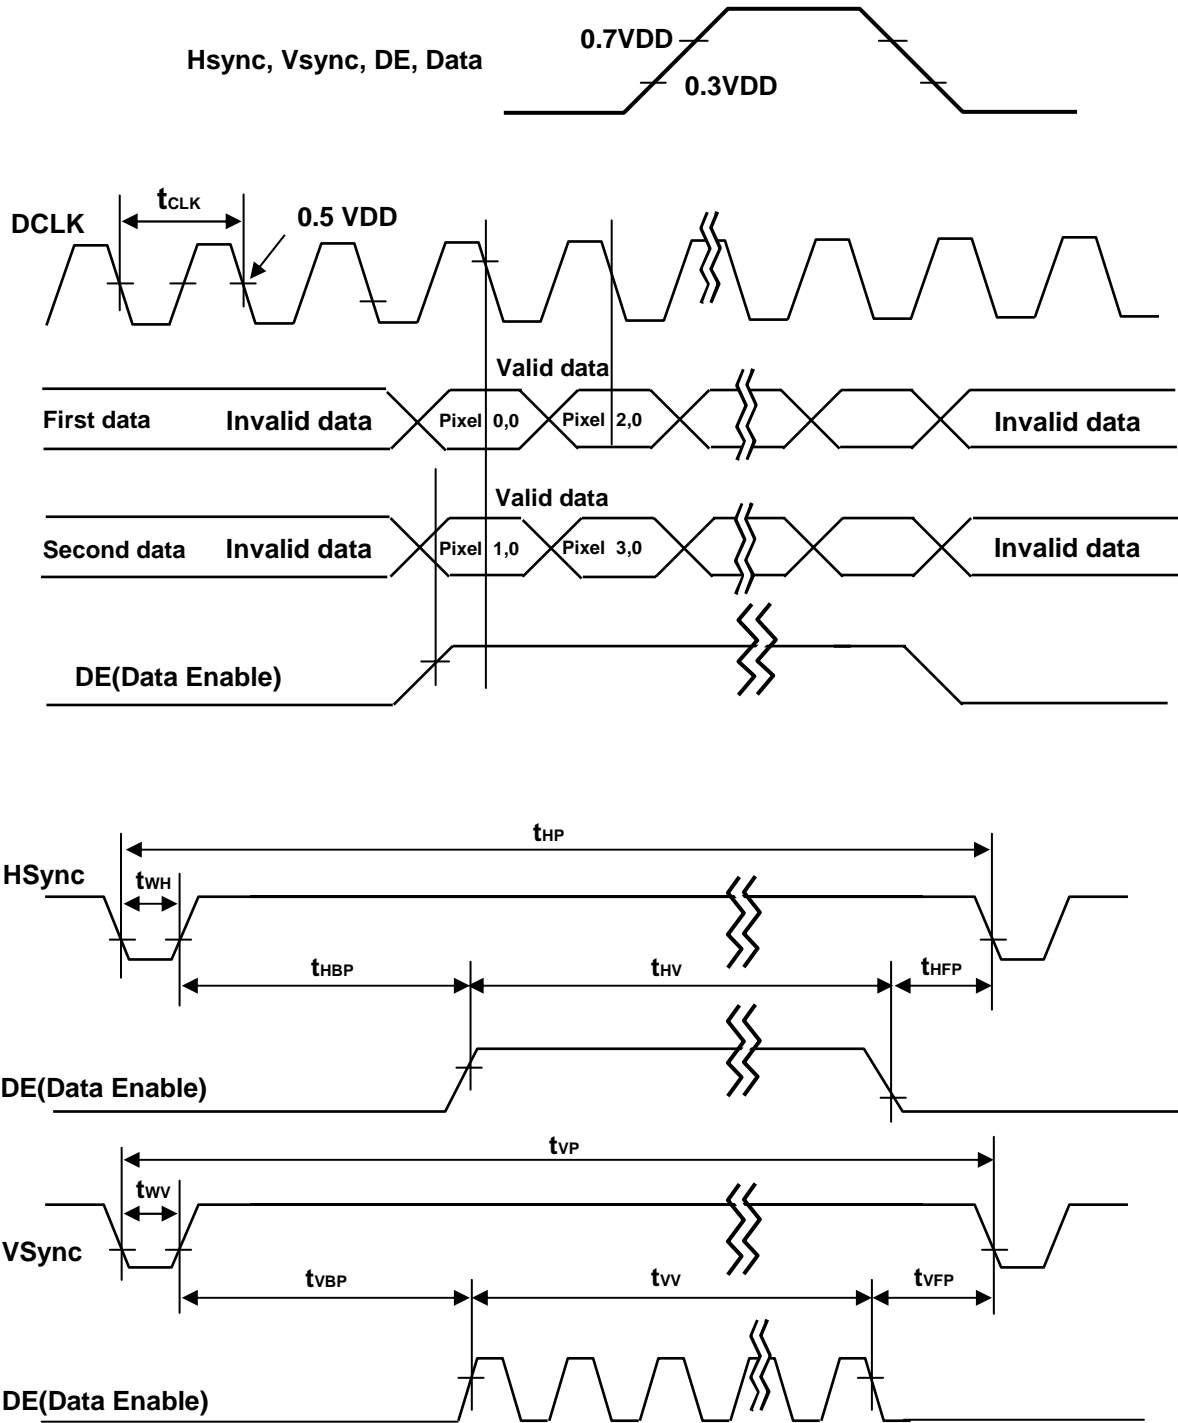 Hsync, Vsync, DE, Data
0.7VDD
0.3VDD
tCLK
DCLK
0.5 VDD
Valid data
First data
Invalid data
Pixel 0,0
Pixel 2,0
Invalid data
Valid data
Second data
Invalid data
Pixel 1,0
Pixel 3,0
Invalid data
DE(Data Enable)
tHP
HSync
tWH
tHBP
tHV
tHFP
DE(Data Enable)
tVP
tWV
VSync
tVBP
tVV
tVFP
DE(Data Enable)